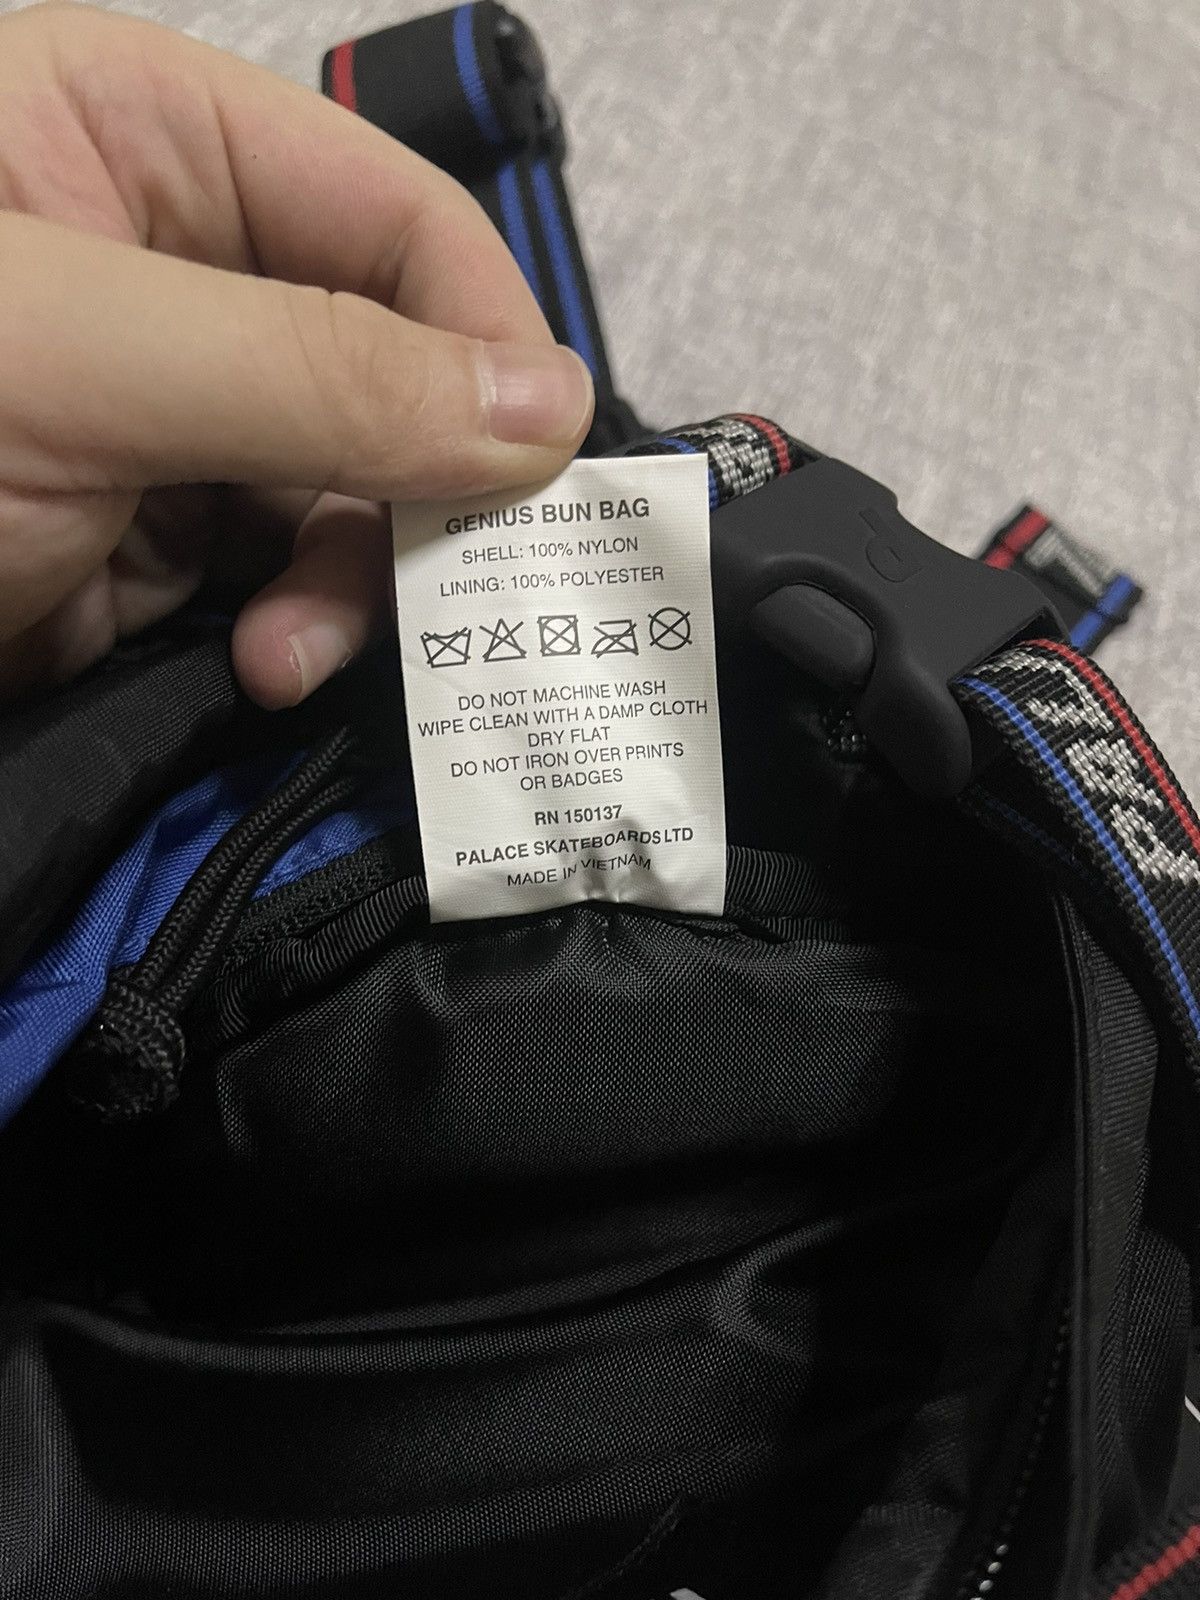 GENIUS BUN BAG
SHELL: 100% NYLON
LINING: 100% POLYESTER
DO NOT MACHINE WASH
WIPE CLEAN WITH A DAMP CLOTH
DRY FLAT
DO NOT IRON OVER PRINTS
OR BADGES
RN 150137
PALACE SKATEBOARDS LTD
MADE IN VIETNAM